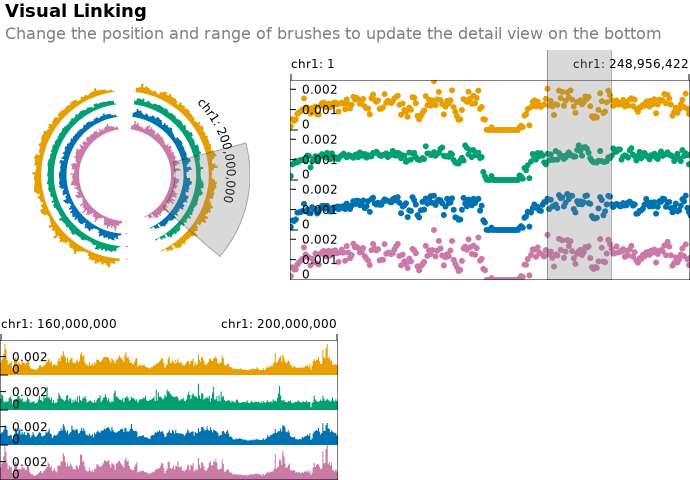 Visual Linking
Change the position and range of brushes to update the detail view on the bottom
chr1: 200,000,000
chr1: 1
chr1: 248,956,422
0.002
0.001
0
0.002
0.001
0
0.002
0.001
0
0.002
0.001
0
chr1: 160,000,000
chr1: 200,000,000
0.002
0
0.002
0
0.002
0
0.002
0